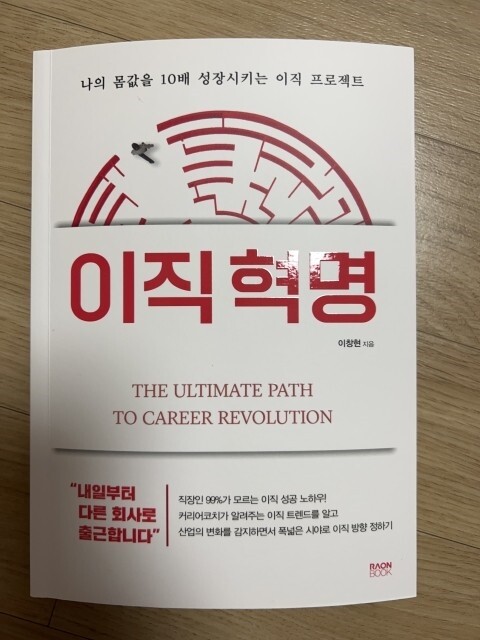 나의 몸값을 10배 성장시키는 이직 프로젝트
이직 혁명
이창현 지음
THE ULTIMATE PATH
TO CAREER REVOLUTION
“내일부터
다른 회사로
출근합니다”
직장인 99%가 모르는 이직 성공 노하우!
커리어코치가 알려주는 이직 트렌드를 알고
산업의 변화를 감지하면서 폭넓은 시야로 이직 방향 정하기
RAON
BOOK